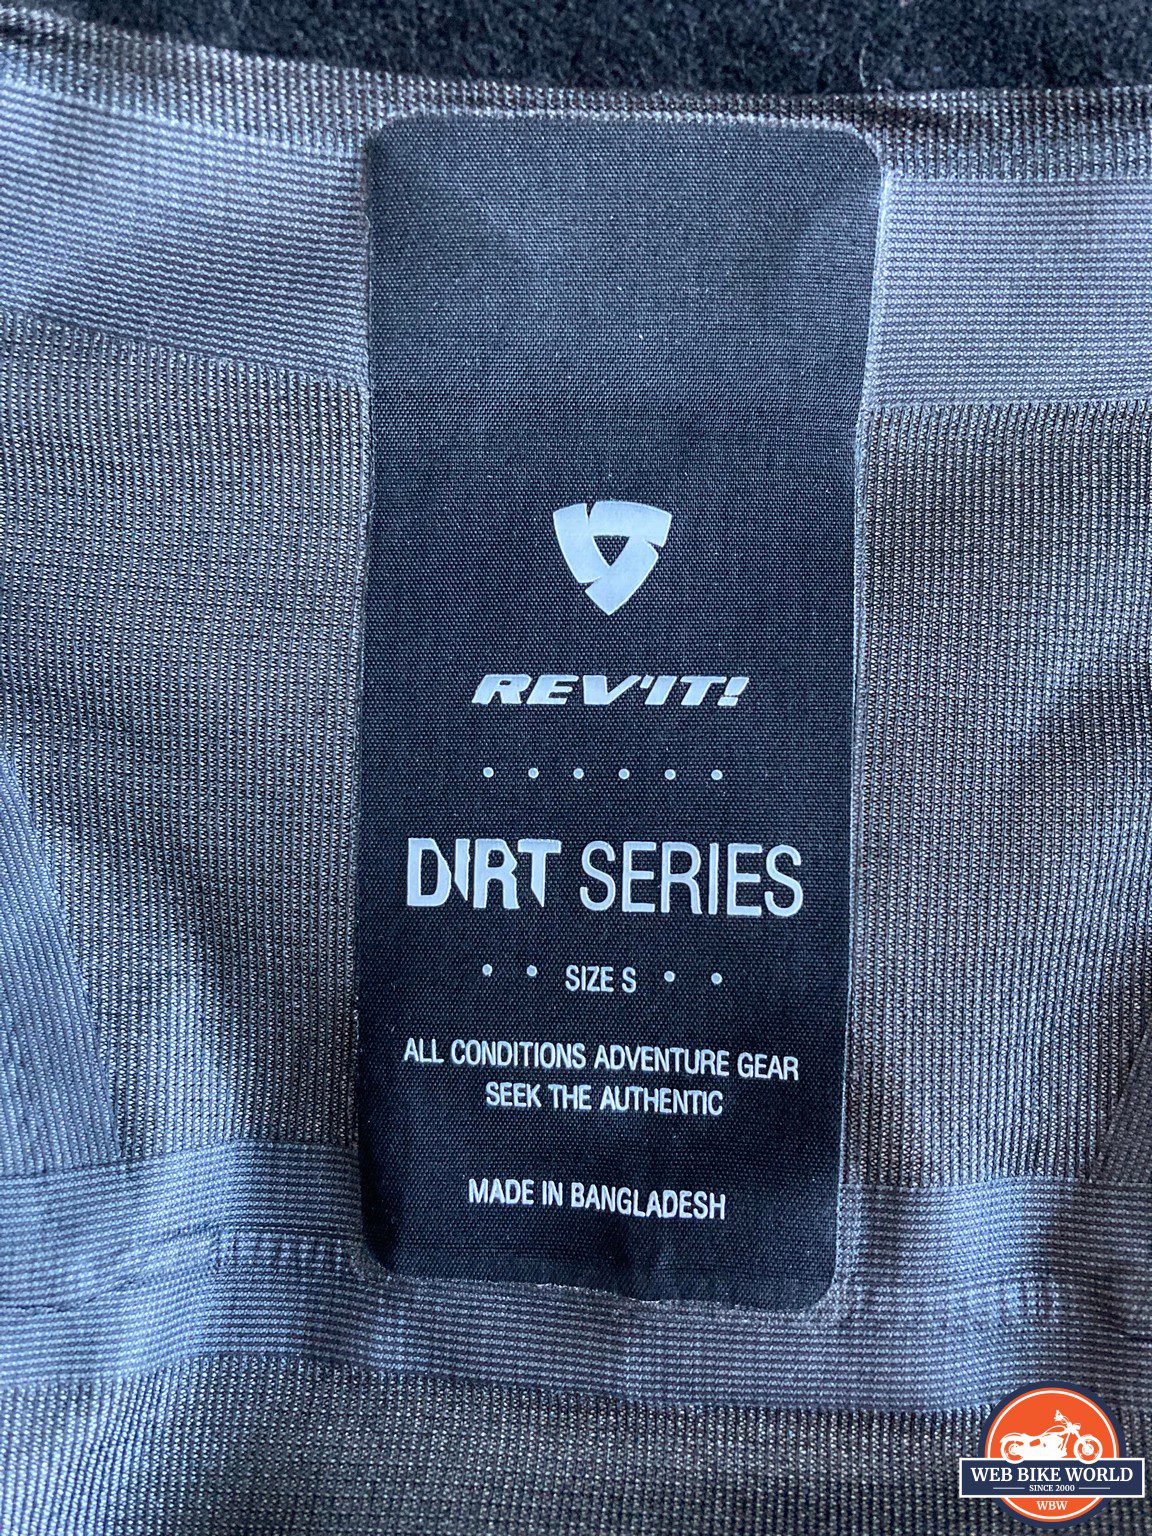 REV'IT!
DIRT SERIES
SIZE S
ALL CONDITIONS ADVENTURE GEAR
SEEK THE AUTHENTIC
MADE IN BANGLADESH
WEB BIKE WORLD
SINCE 2000
WBW